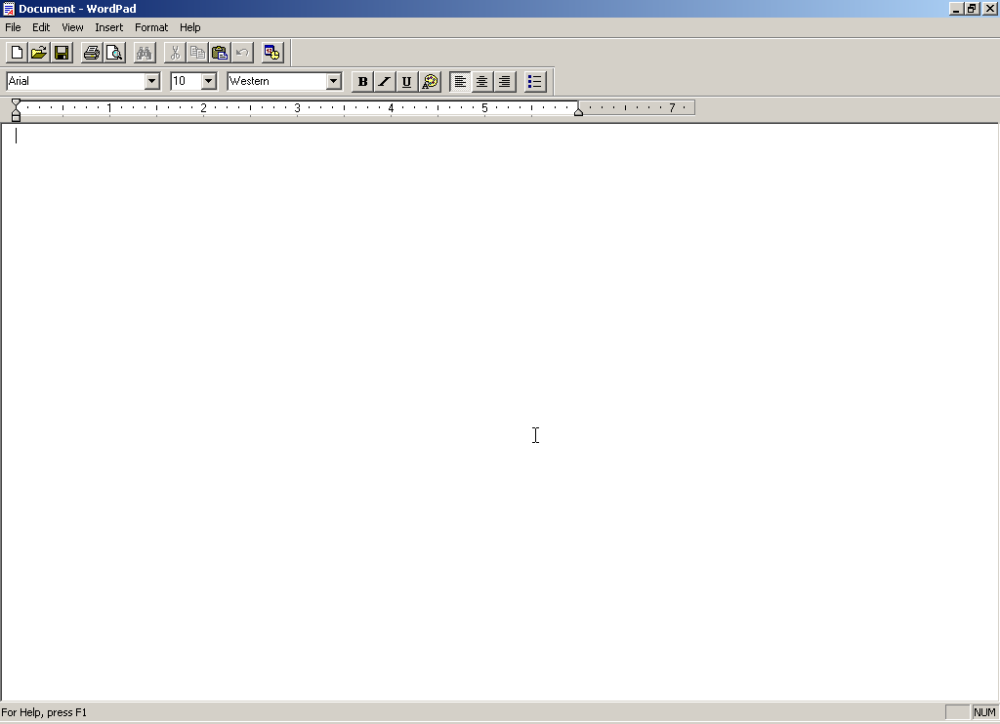 Document - WordPad
File Edit View Insert Format Help
Arial 10 Western B U
1 2 3 4 5 7
For Help, press F1 NUM